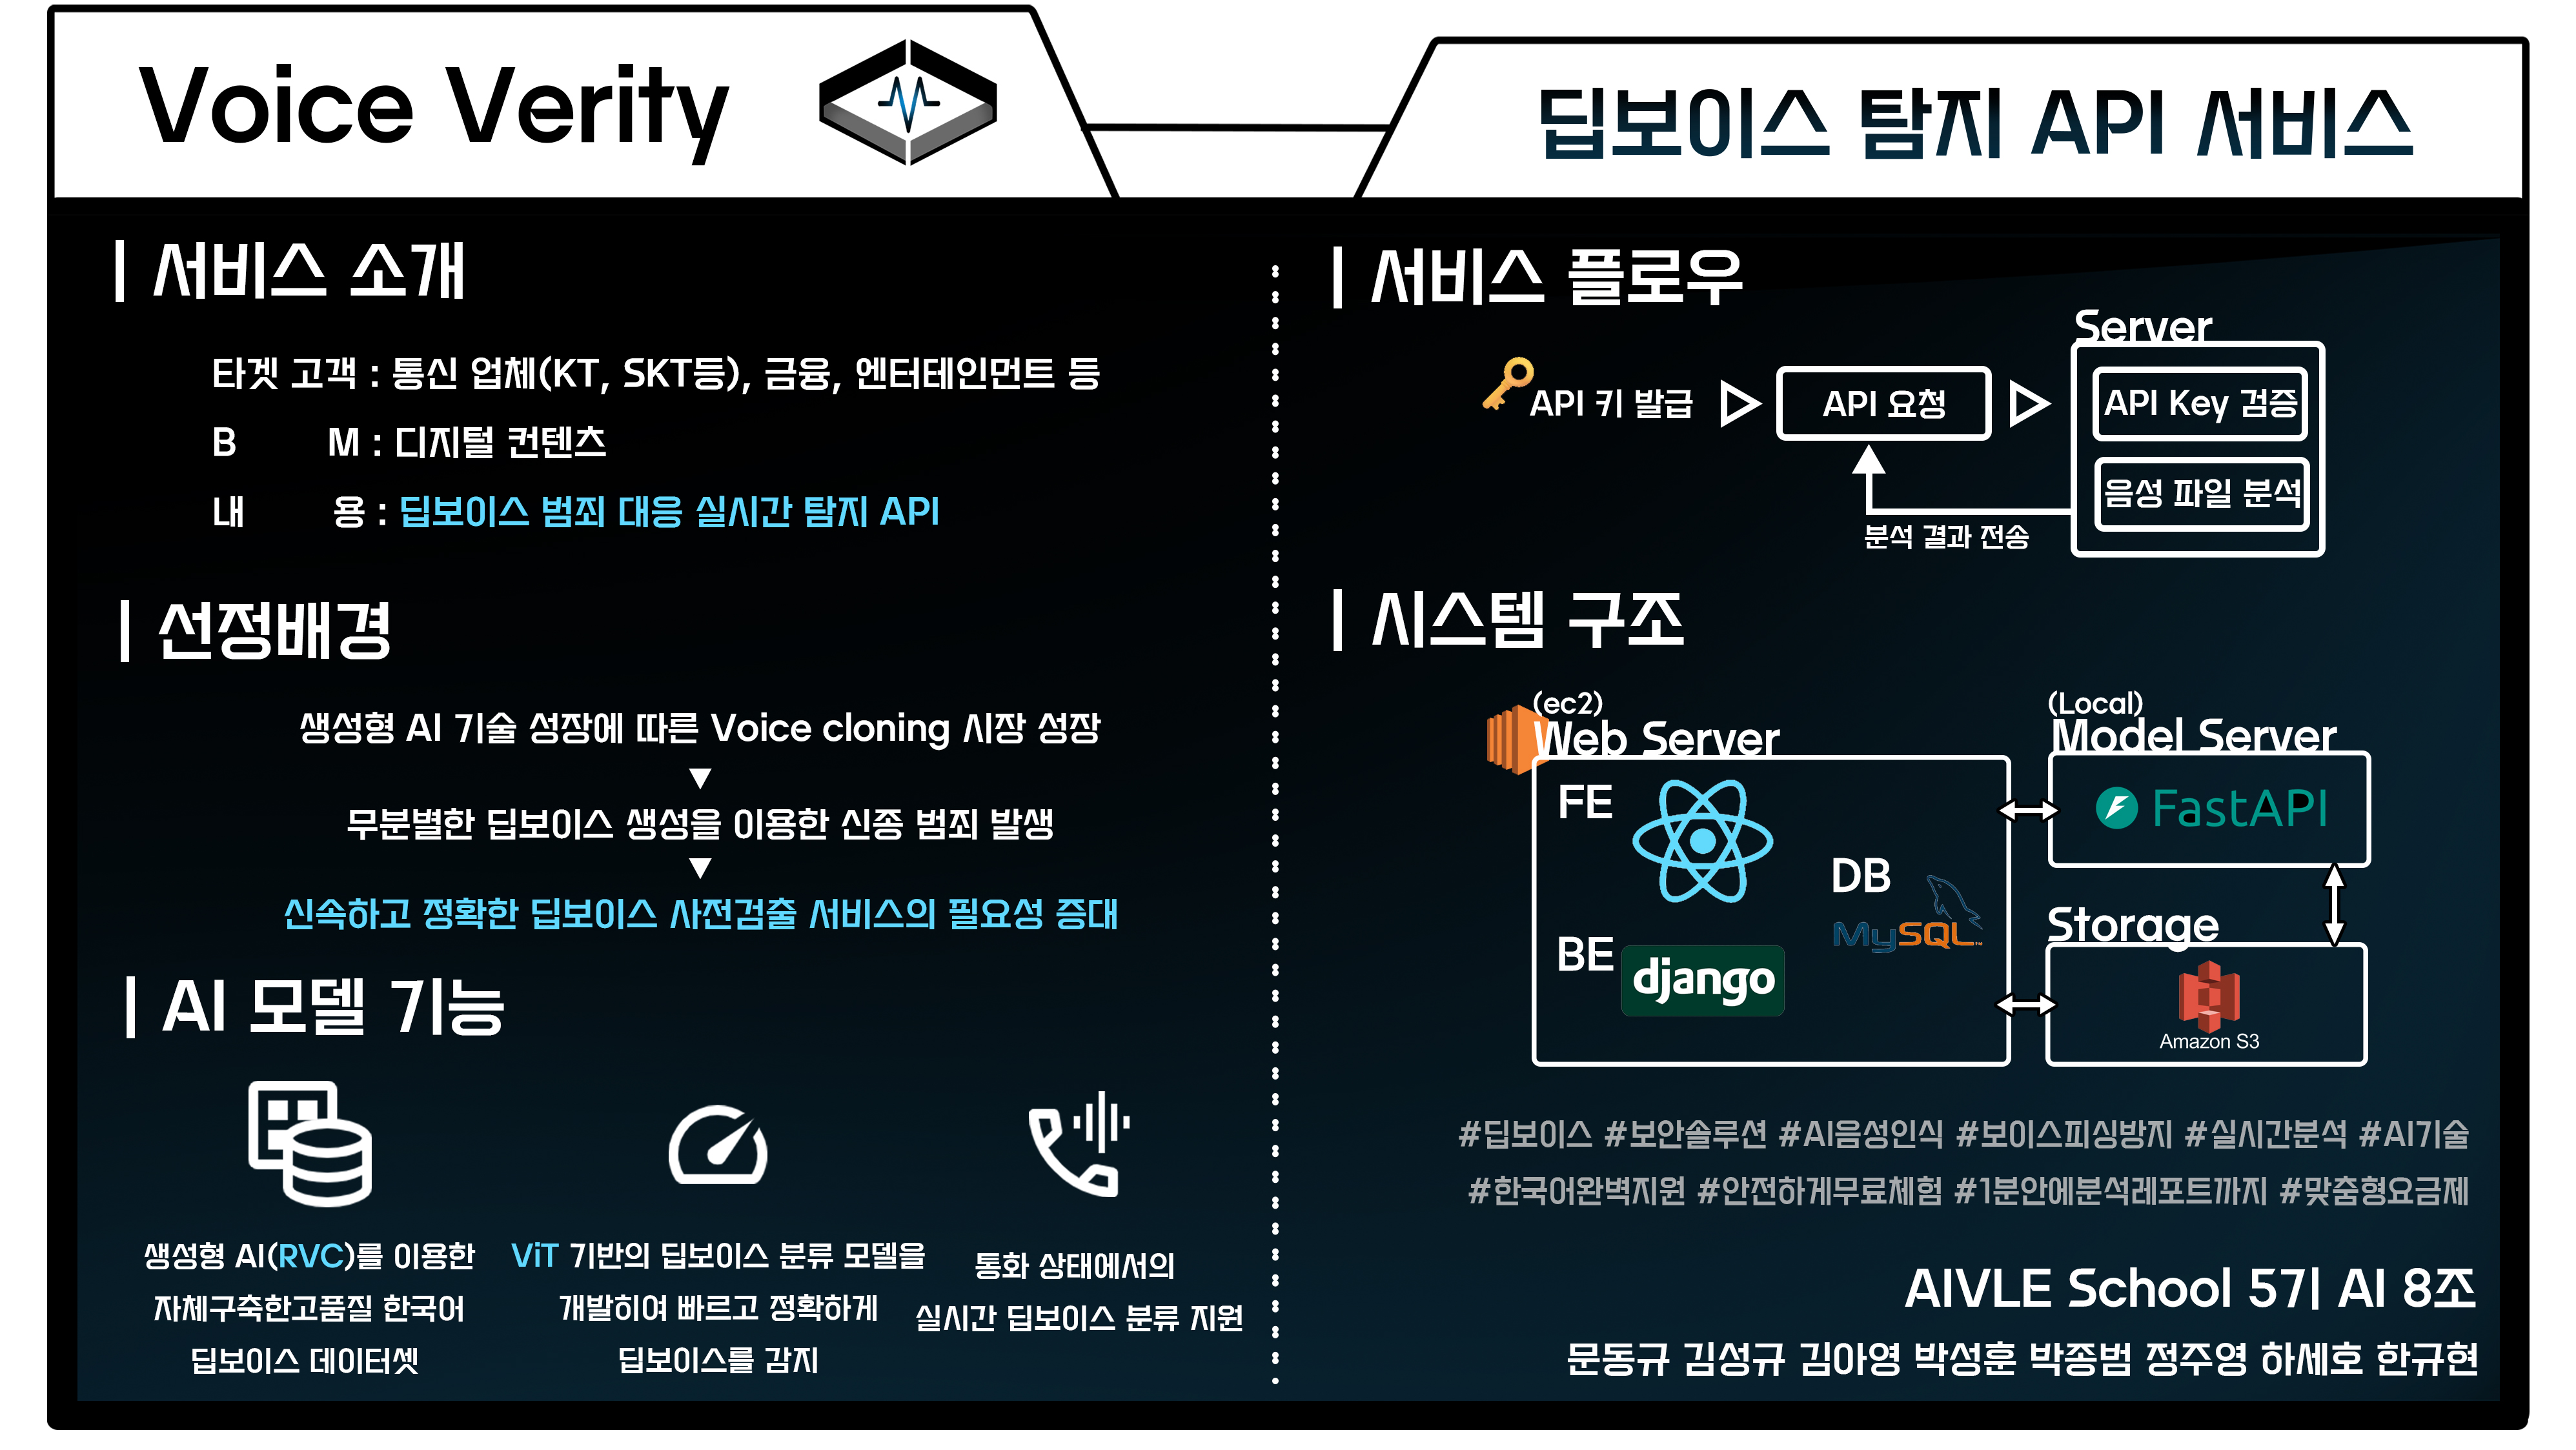 Voice Verity
딥보이스 탐지 API 서비스
서비스 소개
타겟 고객 : 통신 업체(KT, SKT등), 금융, 엔터테인먼트 등
B M : 디지털 컨텐츠
내 용 : 딥보이스 범죄 대응 실시간 탐지 API
선정배경
생성형 AI 기술 성장에 따른 Voice cloning 시장 성장
▼
무분별한 딥보이스 생성을 이용한 신종 범죄 발생
▼
신속하고 정확한 딥보이스 사전검출 서비스의 필요성 증대
AI 모델 기능
생성형 AI(RVC)를 이용한
자체구축한고품질 한국어
딥보이스 데이터셋
ViT 기반의 딥보이스 분류 모델을
개발히여 빠르고 정확하게
딥보이스를 감지
통화 상태에서의
실시간 딥보이스 분류 지원
서비스 플로우
API 키 발급
API 요청
Server
API Key 검증
음성 파일 분석
분석 결과 전송
시스템 구조
(ec2)
Web Server
FE
BE
django
DB
MySQL™
(Local)
Model Server
FastAPI
Storage
Amazon S3
#딥보이스 #보안솔루션 #AI음성인식 #보이스피싱방지 #실시간분석 #AI기술
#한국어완벽지원 #안전하게무료체험 #1분안에분석레포트까지 #맞춤형요금제
AIVLE School 5기 AI 8조
문동규 김성규 김아영 박성훈 박종범 정주영 하세호 한규현